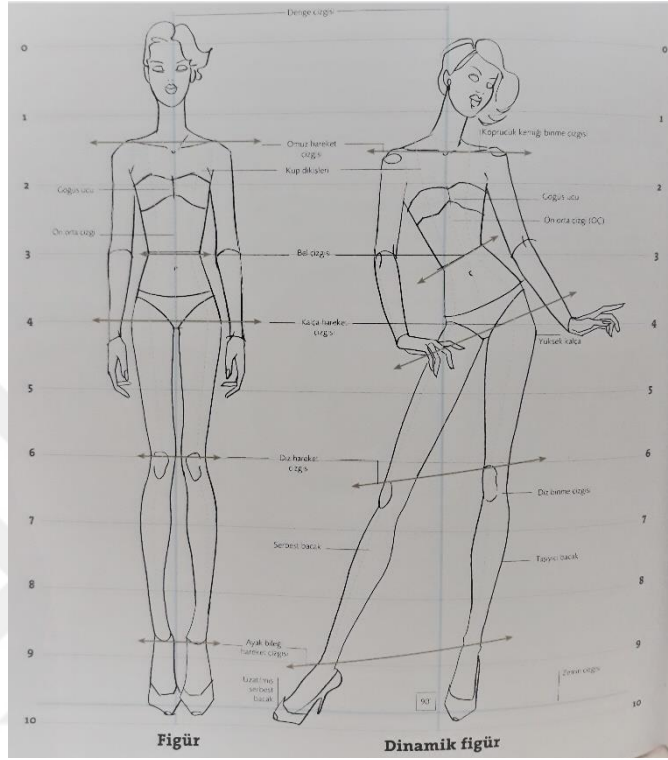 Denge çizgisi
0 0
1 1
(Köprücük kemiği) binme çizgisi
Omuz hareket
çizgisi
Kup dikişleri
2 2
Göğüs ucu Göğüs ucu
Ön orta çizgi Ön orta çizgi (OÇ)
3 Bel çizgisi 3
4 Kalça hareket 4
çizgisi
Yüksek kalça
5 5
6 Diz hareket 6
çizgisi
Diz binme çizgisi
7 7
Serbest bacak Taşıyıcı bacak
8 8
Ayak bileği
hareket çizgisi
9 9
Uzatılmış Zemin çizgisi
serbest
bacak
90°
10 10
Figür Dinamik figür